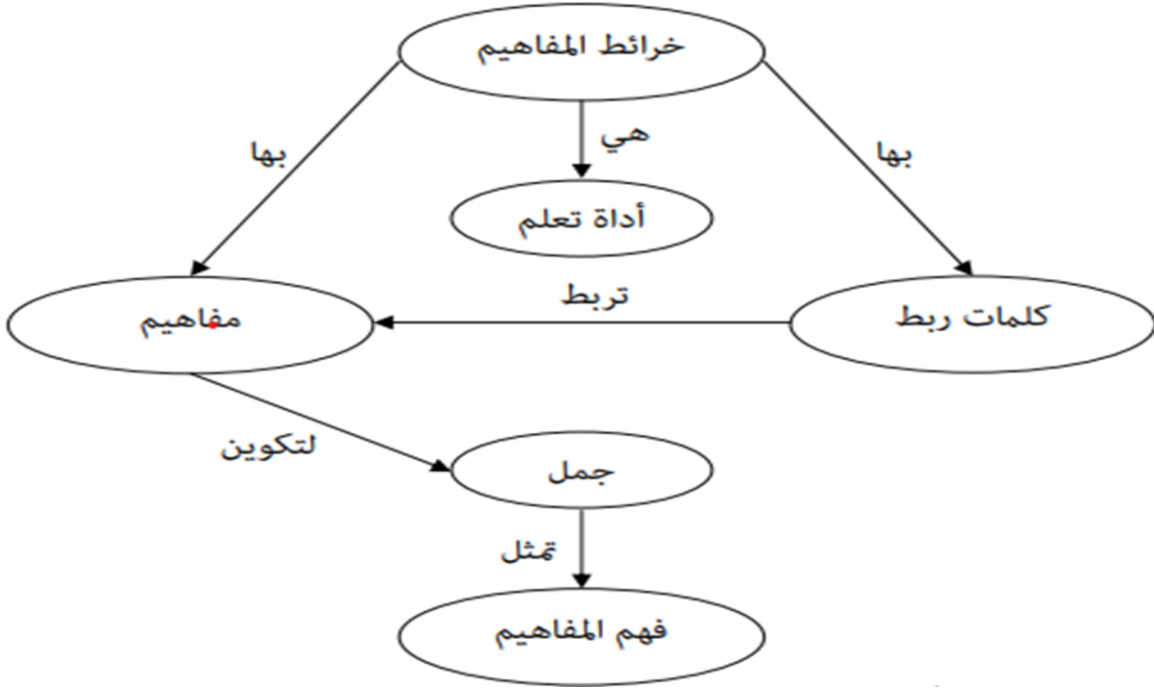 خرائط المفاهيم
هي
بها
بها
أداة تعلم
تربط
كلمات ربط
مفاهيم
لتكوين
جمل
تمثل
فهم المفاهيم